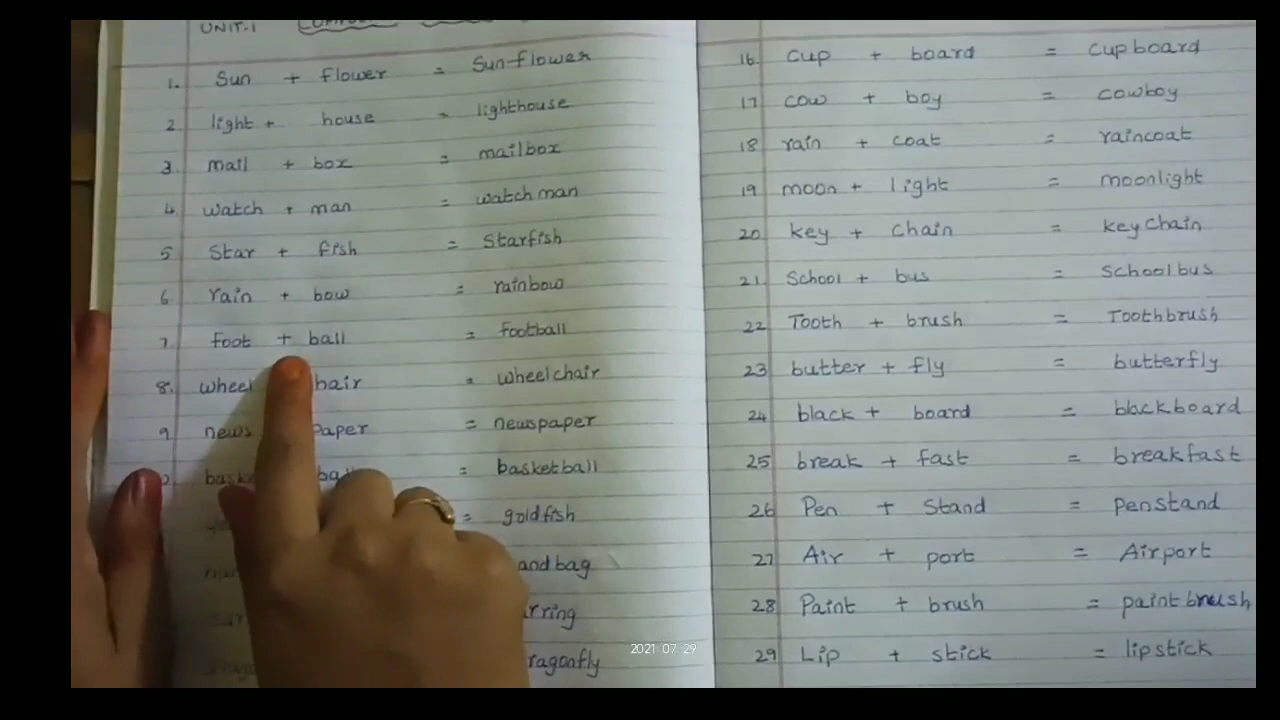 UNIT-1
1. Sun + flower = Sunflower
2. light + house = lighthouse
3. mail + box = mailbox
4. watch + man = watchman
5. Star + fish = Starfish
6. rain + bow = rainbow
7. foot + ball = football
8. wheel hair = wheelchair
9. news paper = newspaper
bask ba = basketball
= goldfish
andbag
rring
ragonfly
16. Cup + board = Cupboard
17. cow + boy = cowboy
18. rain + coat = raincoat
19. moon + light = moonlight
20. key + chain = keychain
21. School + bus = Schoolbus
22. Tooth + brush = Toothbrush
23. butter + fly = butterfly
24. black + board = blackboard
25. break + fast = breakfast
26. Pen + Stand = penstand
27. Air + port = Airport
28. Paint + brush = paintbrush
29. Lip + stick = lipstick
2021 07 29